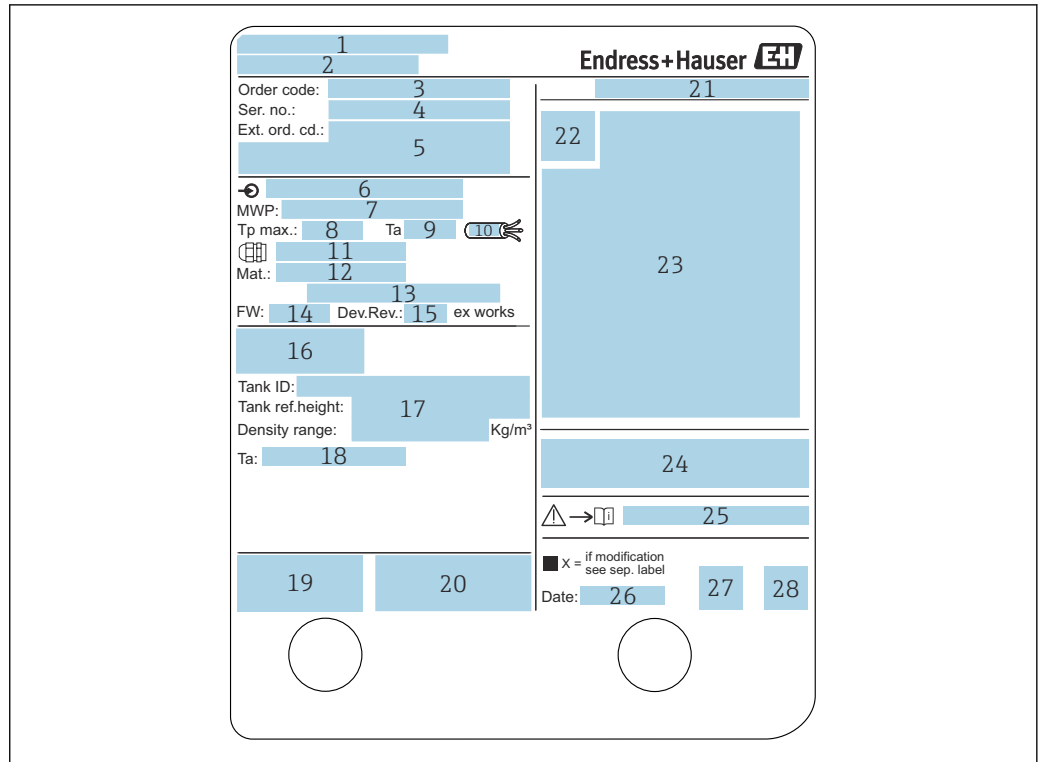 1
2
Endress+Hauser EH
Order code: 3
Ser. no.: 4
Ext. ord. cd.:
5
6
MWP: 7
Tp max.: 8 Ta 9 10
11
Mat.: 12
13
FW: 14 Dev.Rev.: 15 ex works
16
Tank ID:
Tank ref.height: 17
Density range: Kg/m³
Ta: 18
19
20
21
22
23
24
i 25
X = if modification
see sep. label
Date: 26
27
28